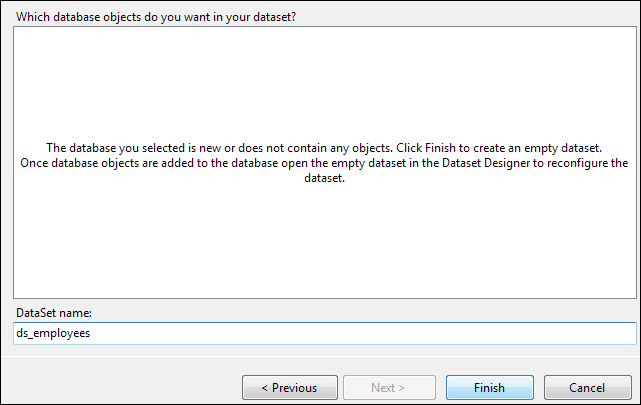 Which database objects do you want in your dataset?
The database you selected is new or does not contain any objects. Click Finish to create an empty dataset.
Once database objects are added to the database open the empty dataset in the Dataset Designer to reconfigure the
dataset.
DataSet name:
ds_employees
< Previous
Next >
Finish
Cancel